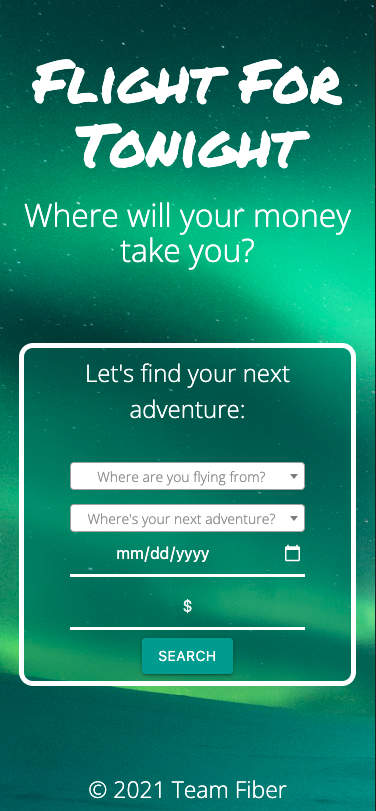 Flight For
Tonight
Where will your money
take you?
Let's find your next
adventure:
Where are you flying from?
Where's your next adventure?
mm/dd/yyyy
$
SEARCH
© 2021 Team Fiber